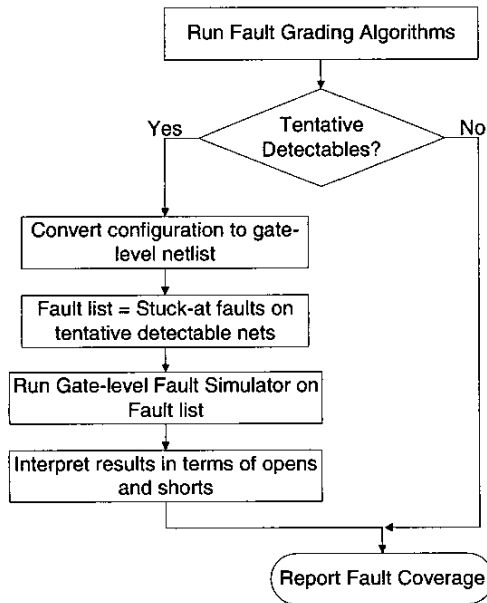 Run Fault Grading Algorithms
Yes
Tentative
Detectables?
No
Convert configuration to gate-
level netlist
Fault list = Stuck-at faults on
tentative detectable nets
Run Gate-level Fault Simulator on
Fault list
Interpret results in terms of opens
and shorts
Report Fault Coverage